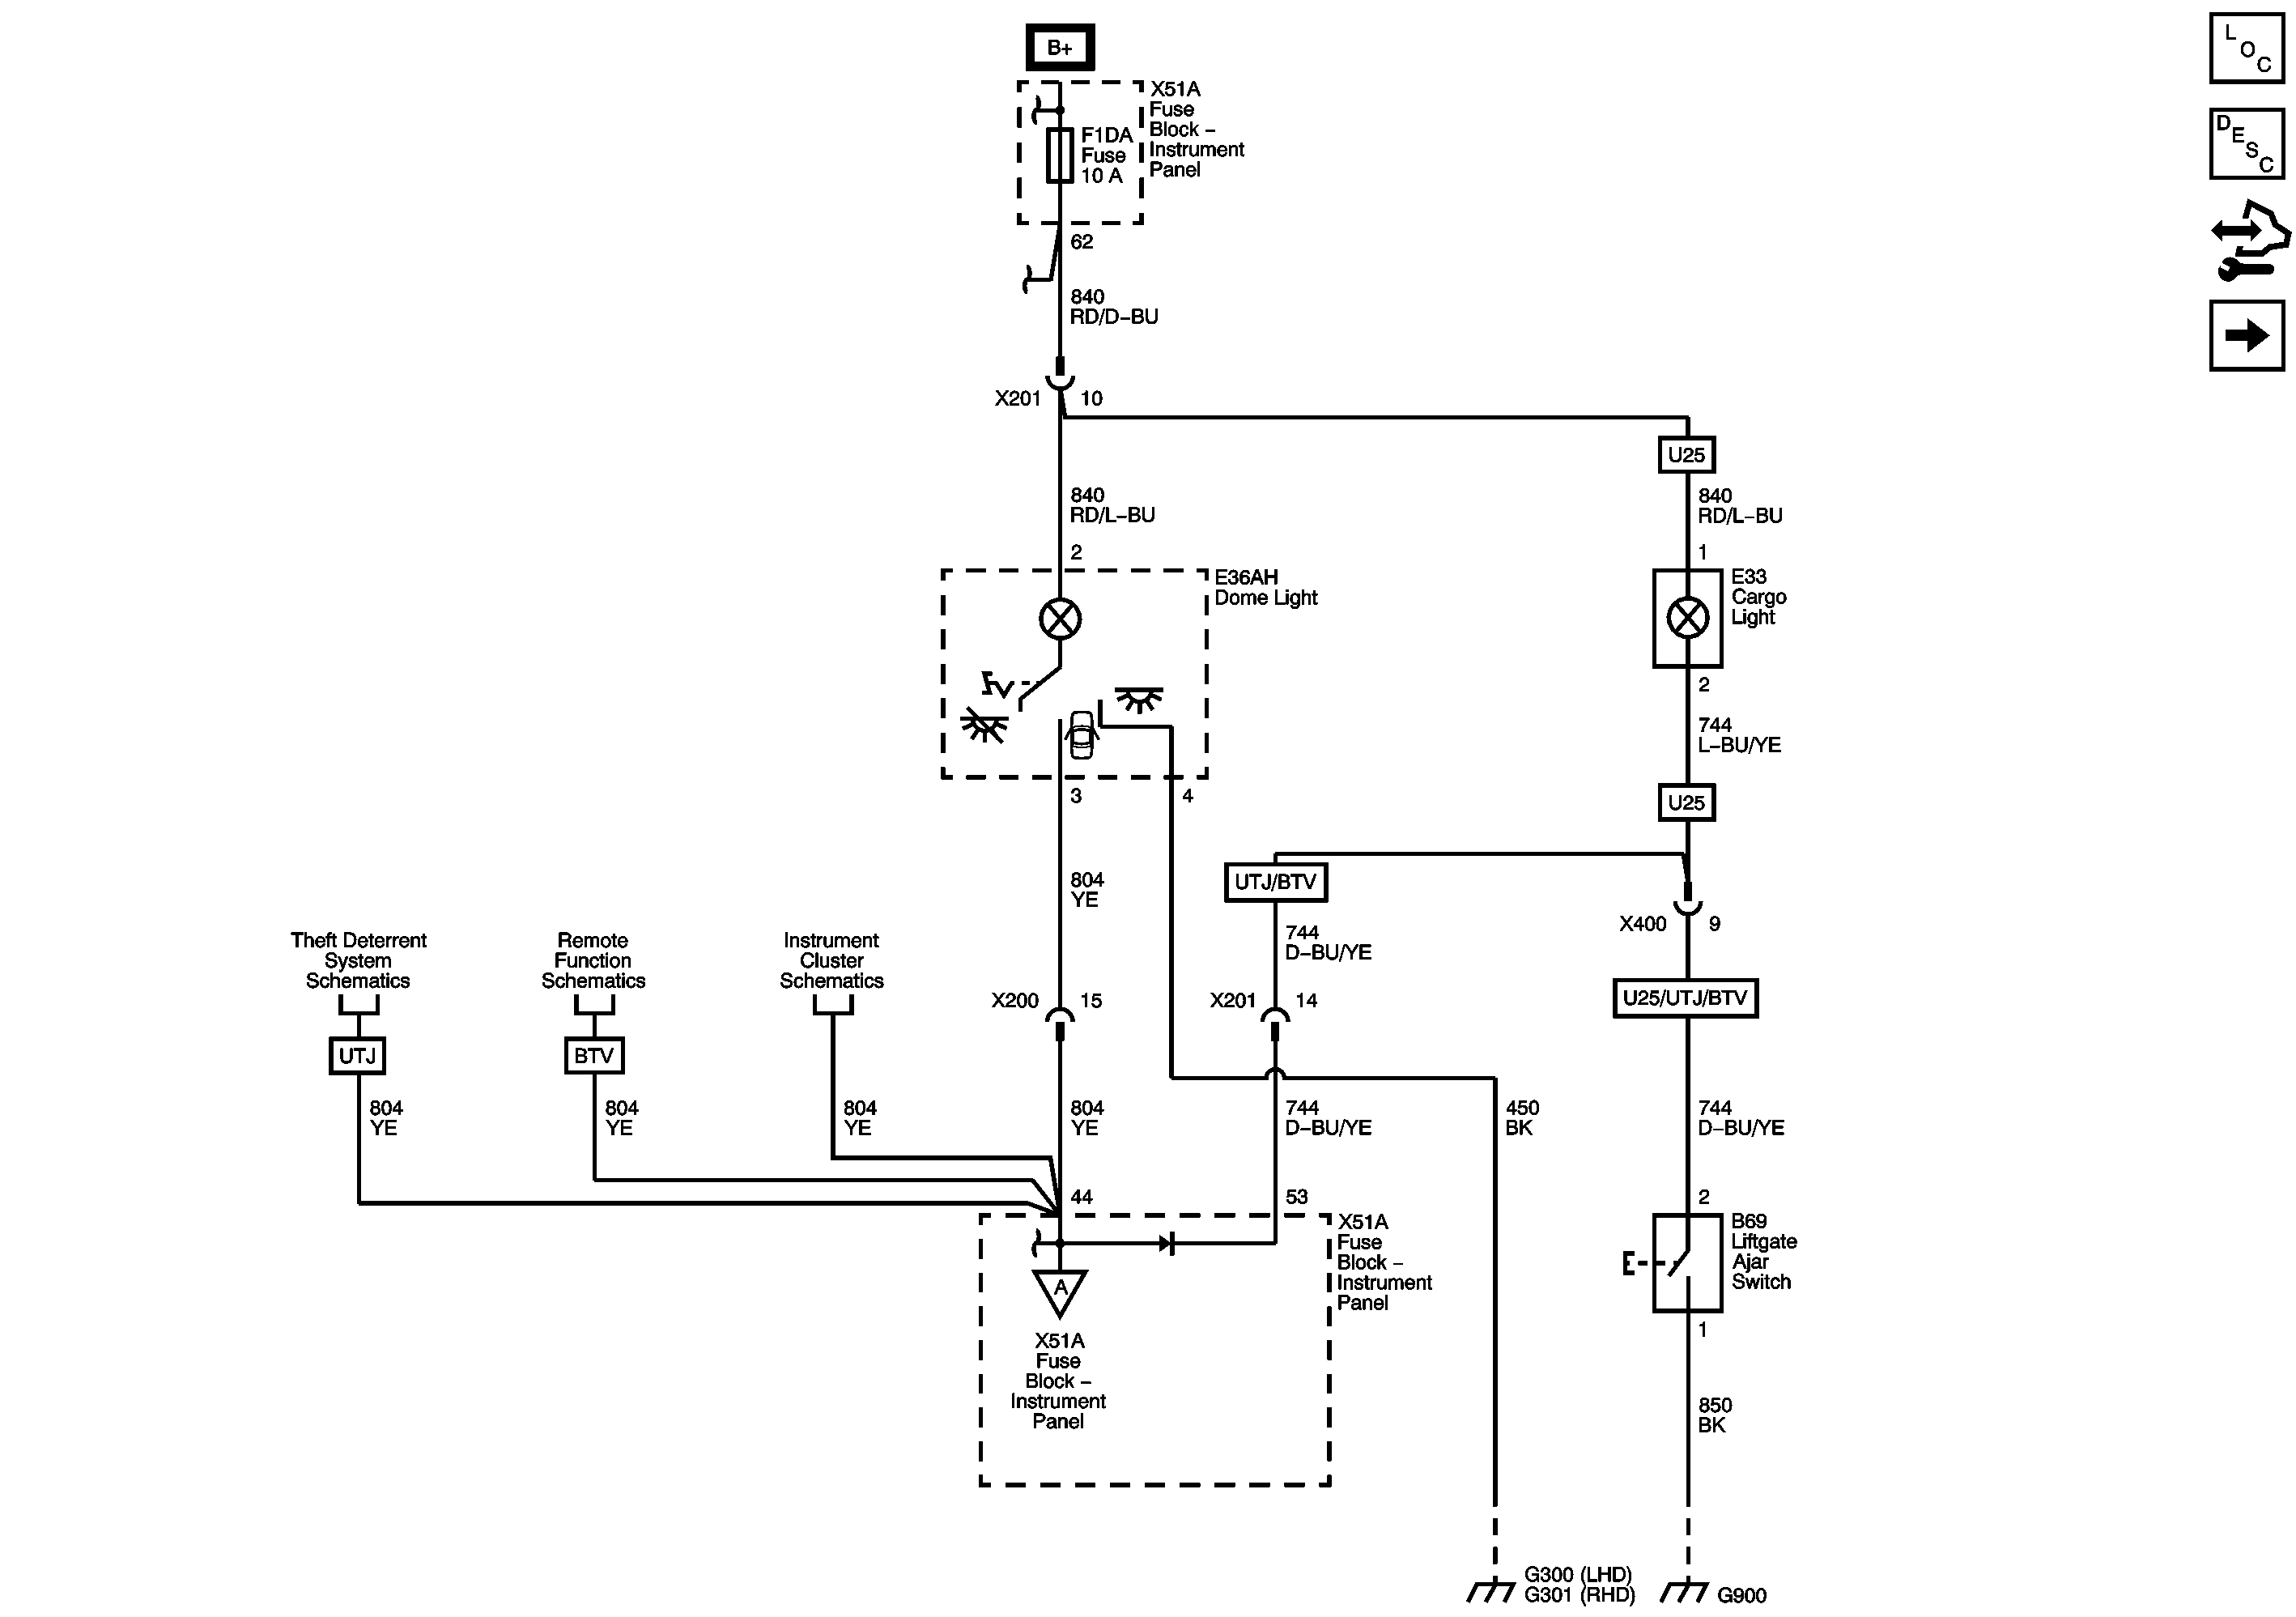 B+
X51A
Fuse
Block –
Instrument
Panel
F1DA
Fuse
10 A
62
840
RD/D–BU
X201
10
U25
840
RD/L–BU
840
RD/L–BU
2
1
E36AH
Dome Light
E33
Cargo
Light
2
744
L–BU/YE
U25
3
4
804
YE
UTJ/BTV
744
D–BU/YE
X400
9
Theft Deterrent
System
Schematics
Remote
Function
Schematics
Instrument
Cluster
Schematics
X200
15
X201
14
U25/UTJ/BTV
UTJ
BTV
804
YE
804
YE
804
YE
804
YE
744
D–BU/YE
450
BK
744
D–BU/YE
44
53
2
X51A
Fuse
Block –
Instrument
Panel
B69
Liftgate
Ajar
Switch
A
X51A
Fuse
Block –
Instrument
Panel
1
850
BK
G300 (LHD)
G301 (RHD)
G900
LOC
DESC